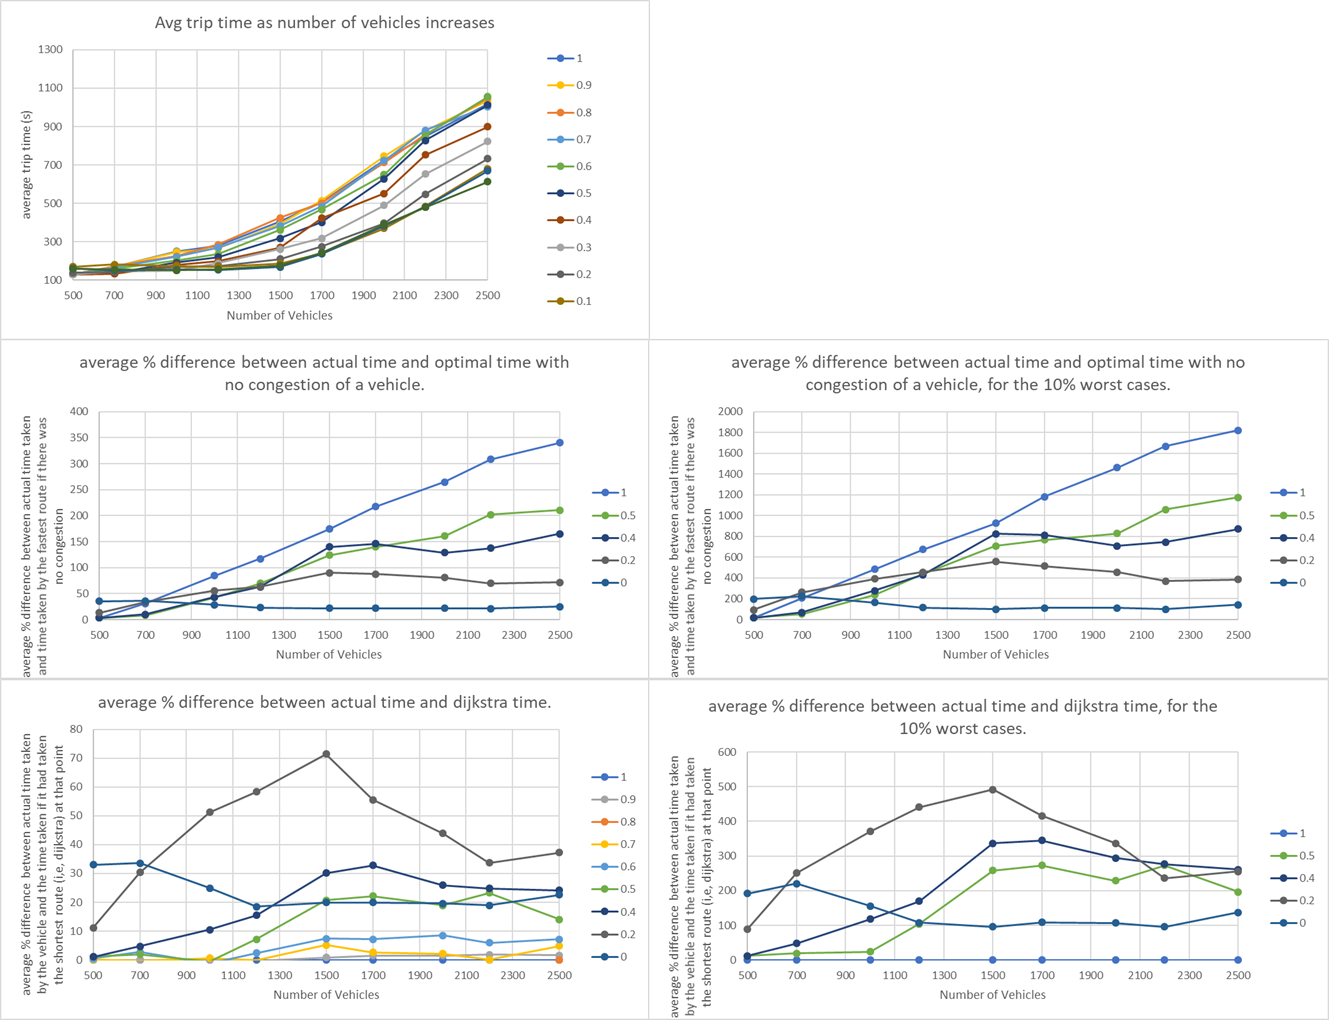 Avg trip time as number of vehicles increases
1300
1100
900
700
500
300
100
average trip time (s)
500 700 900 1100 1300 1500 1700 1900 2100 2300 2500
Number of Vehicles
1
0.9
0.8
0.7
0.6
0.5
0.4
0.3
0.2
0.1
average % difference between actual time and optimal time with
no congestion of a vehicle.
400
350
300
250
200
150
100
50
0
average % difference between actual time taken
and time taken by the fastest route if there was
no congestion
500 700 900 1100 1300 1500 1700 1900 2100 2300 2500
Number of Vehicles
1
0.5
0.4
0.2
0
average % difference between actual time and optimal time with no
congestion of a vehicle, for the 10% worst cases.
2000
1800
1600
1400
1200
1000
800
600
400
200
0
average % difference between actual time taken
and time taken by the fastest route if there was
no congestion
500 700 900 1100 1300 1500 1700 1900 2100 2300 2500
Number of Vehicles
1
0.5
0.4
0.2
0
average % difference between actual time and dijkstra time.
80
70
60
50
40
30
20
10
0
average % difference between actual time taken
by the vehicle and the time taken if it had taken
the shortest route (i,e, dijkstra) at that point
500 700 900 1100 1300 1500 1700 1900 2100 2300 2500
Number of Vehicles
1
0.9
0.8
0.7
0.6
0.5
0.4
0.2
0
average % difference between actual time and dijkstra time, for the
10% worst cases.
600
500
400
300
200
100
0
average % difference between actual time taken
by the vehicle and the time taken if it had taken
the shortest route (i,e, dijkstra) at that point
500 700 900 1100 1300 1500 1700 1900 2100 2300 2500
Number of Vehicles
1
0.5
0.4
0.2
0